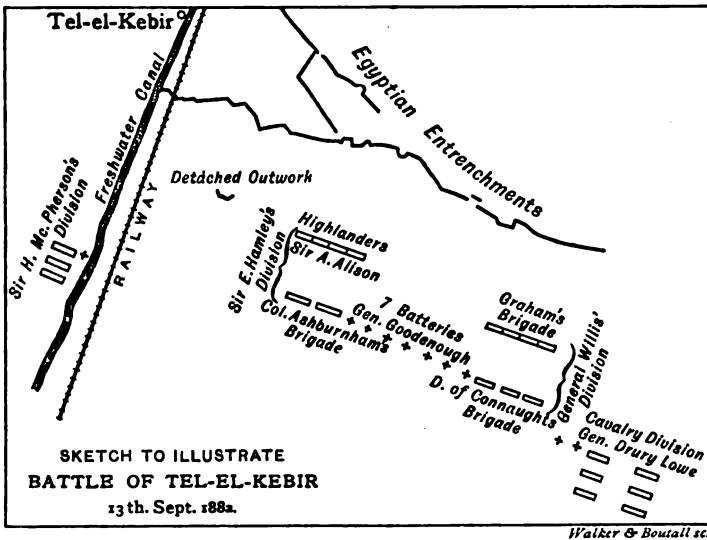 Tel-el-Kebir
Freshwater Canal
RAILWAY
Egyptian Entrenchments
Detached Outwork
Sir H. Mc.Pherson's
Division
Sir E.Hamley's
Division
Highlanders
Sir A. Alison
Col. Ashburnham's
Brigade
7 Batteries
Gen. Goodenough
Graham's
Brigade
D. of Connaughts
Brigade
General Willis'
Division
Cavalry Division
Gen. Drury Lowe
SKETCH TO ILLUSTRATE
BATTLE OF TEL-EL-KEBIR
13th. Sept. 1882.
Walker & Boutall sc.